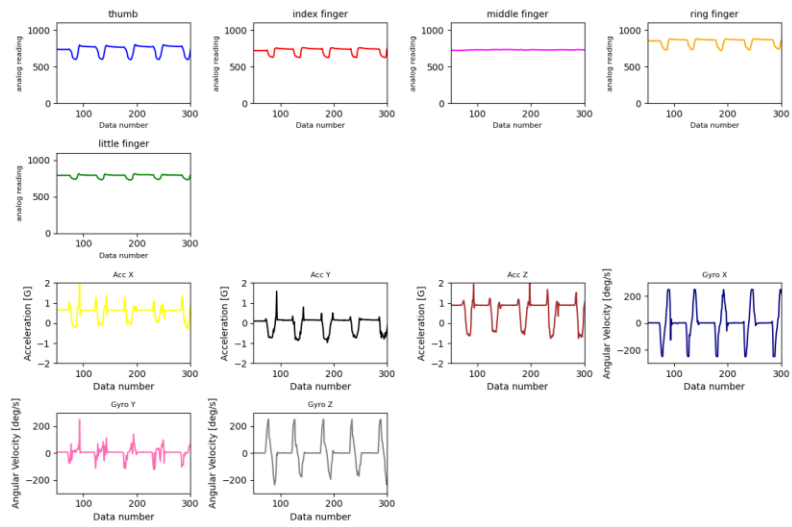 thumb
index finger
middle finger
ring finger
1000
500
0
analog reading
100
200
300
Data number
1000
500
0
analog reading
100
200
300
Data number
1000
500
0
analog reading
100
200
300
Data number
1000
500
0
analog reading
100
200
300
Data number
little finger
1000
500
0
analog reading
100
200
300
Data number
Acc X
Acc Y
Acc Z
Gyro X
2
1
0
−1
−2
Acceleration [G]
100
200
300
Data number
2
1
0
−1
−2
Acceleration [G]
100
200
300
Data number
2
1
0
−1
−2
Acceleration [G]
100
200
300
Data number
200
0
−200
Angular Velocity [deg/s]
100
200
300
Data number
Gyro Y
Gyro Z
200
0
−200
Angular Velocity [deg/s]
100
200
300
Data number
200
0
−200
Angular Velocity [deg/s]
100
200
300
Data number